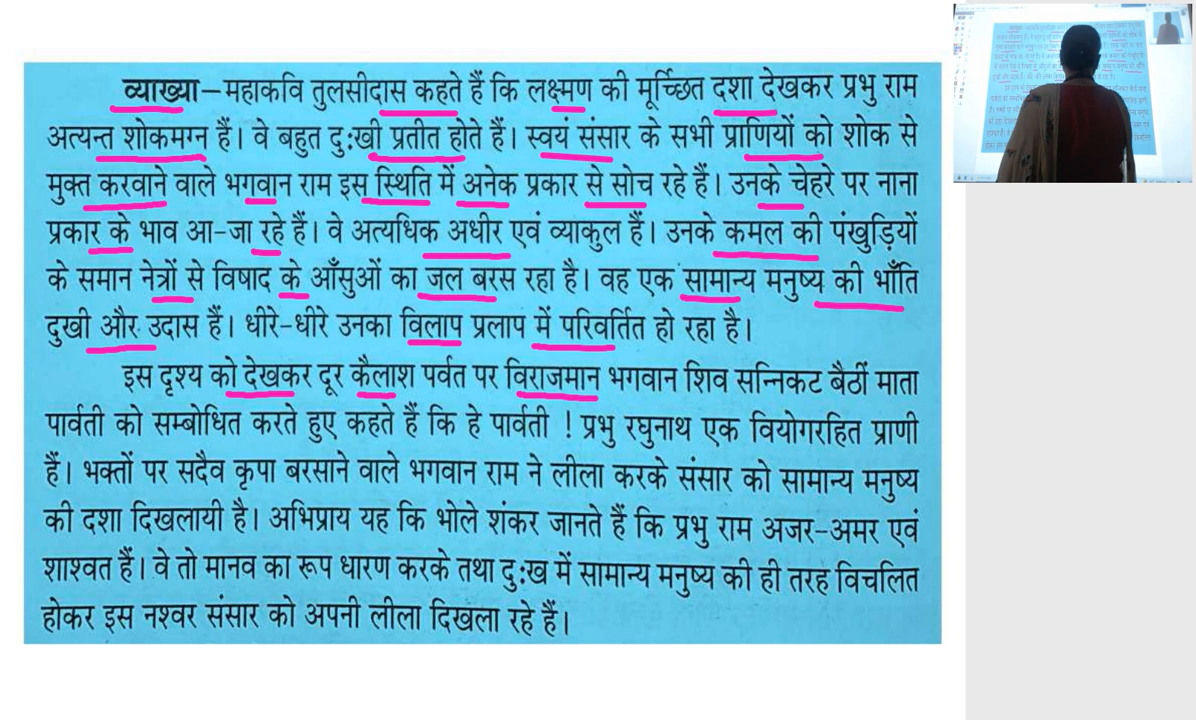 व्याख्या–महाकवि तुलसीदास कहते हैं कि लक्ष्मण की मूर्च्छित दशा देखकर प्रभु राम
अत्यन्त शोकमग्न हैं। वे बहुत दुःखी प्रतीत होते हैं। स्वयं संसार के सभी प्राणियों को शोक से
मुक्त करवाने वाले भगवान राम इस स्थिति में अनेक प्रकार से सोच रहे हैं। उनके चेहरे पर नाना
प्रकार के भाव आ-जा रहे हैं। वे अत्यधिक अधीर एवं व्याकुल हैं। उनके कमल की पंखुड़ियों
के समान नेत्रों से विषाद के आँसुओं का जल बरस रहा है। वह एक सामान्य मनुष्य की भाँति
दुखी और उदास हैं। धीरे-धीरे उनका विलाप प्रलाप में परिवर्तित हो रहा है।
इस दृश्य को देखकर दूर कैलाश पर्वत पर विराजमान भगवान शिव सन्निकट बैठीं माता
पार्वती को सम्बोधित करते हुए कहते हैं कि हे पार्वती ! प्रभु रघुनाथ एक वियोगरहित प्राणी
हैं। भक्तों पर सदैव कृपा बरसाने वाले भगवान राम ने लीला करके संसार को सामान्य मनुष्य
की दशा दिखलायी है। अभिप्राय यह कि भोले शंकर जानते हैं कि प्रभु राम अजर-अमर एवं
शाश्वत हैं। वे तो मानव का रूप धारण करके तथा दुःख में सामान्य मनुष्य की ही तरह विचलित
होकर इस नश्वर संसार को अपनी लीला दिखला रहे हैं।